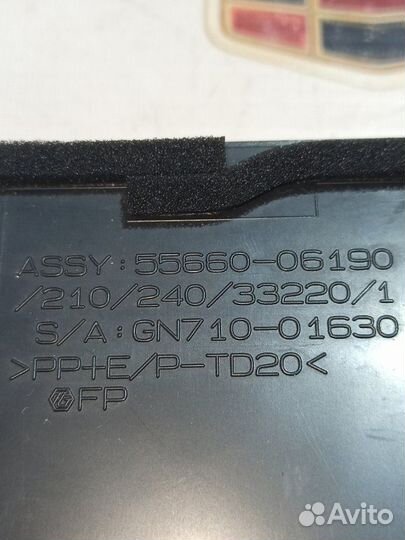 ASSY:55660-06190
/210/240/33220/1
S/A:GN710-01630
>PP+E/P-TD20<
FP
Avito